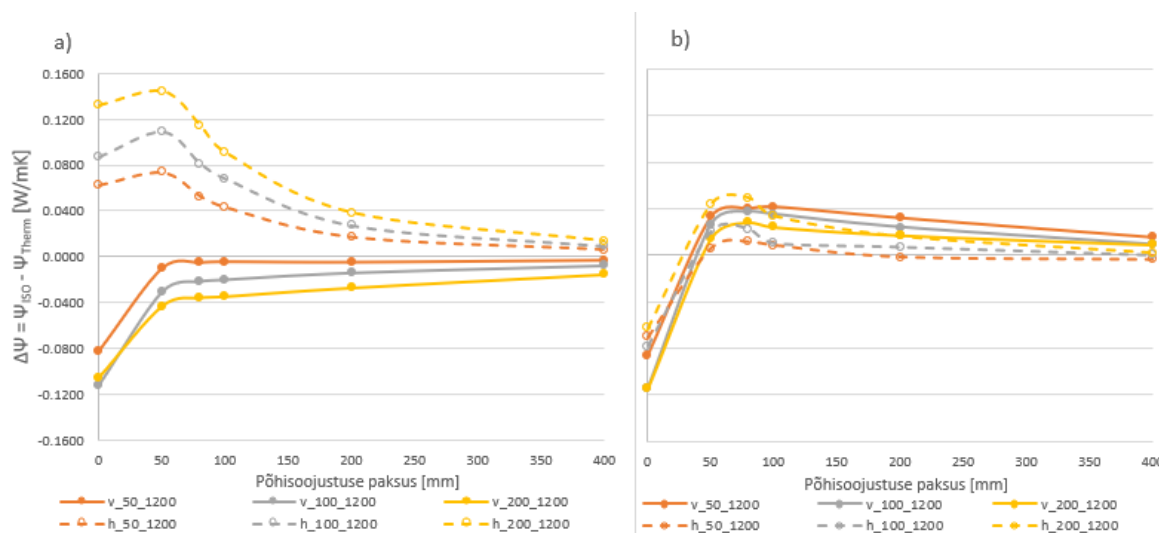 a)
ΔΨ = Ψ_ISO - Ψ_Therm [W/mK]
0.1600
0.1200
0.0800
0.0400
0.0000
-0.0400
-0.0800
-0.1200
-0.1600
0 50 100 150 200 250 300 350 400
Põhisoojustuse paksus [mm]
v_50_1200 v_100_1200 v_200_1200
h_50_1200 h_100_1200 h_200_1200
b)
0 50 100 150 200 250 300 350 400
Põhisoojustuse paksus [mm]
v_50_1200 v_100_1200 v_200_1200
h_50_1200 h_100_1200 h_200_1200